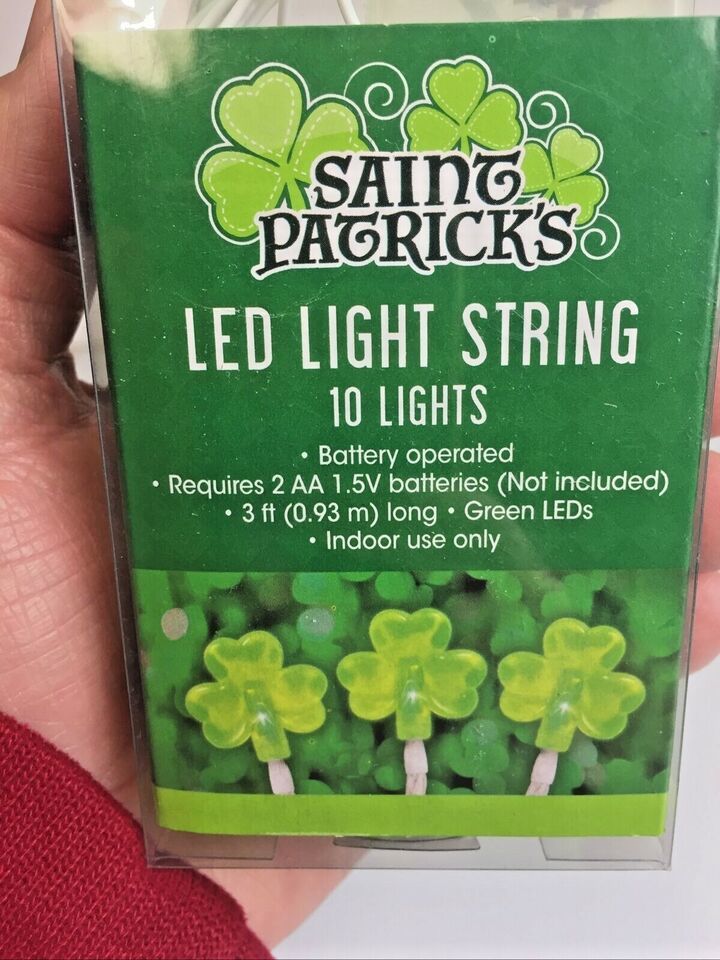 SAINT
PATRICK'S
LED LIGHT STRING
10 LIGHTS
• Battery operated
• Requires 2 AA 1.5V batteries (Not included)
• 3 ft (0.93 m) long • Green LEDs
• Indoor use only